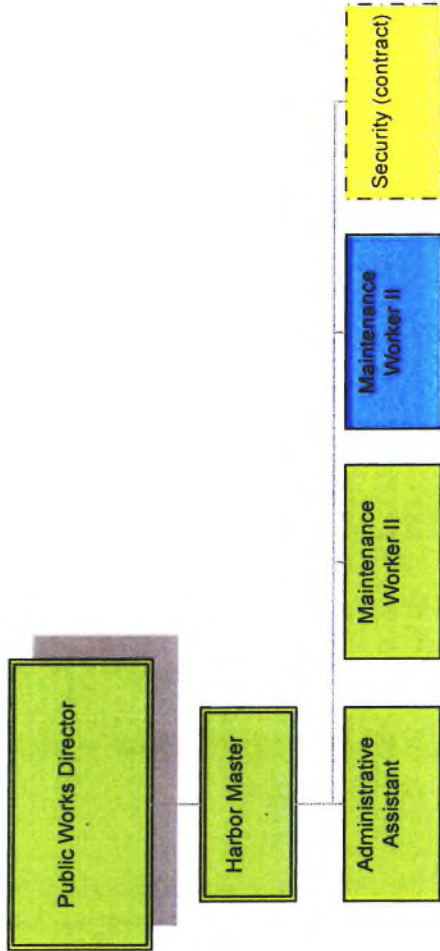 Public Works Director
Harbor Master
Administrative
Assistant
Maintenance
Worker II
Maintenance
Worker II
Security (contract)